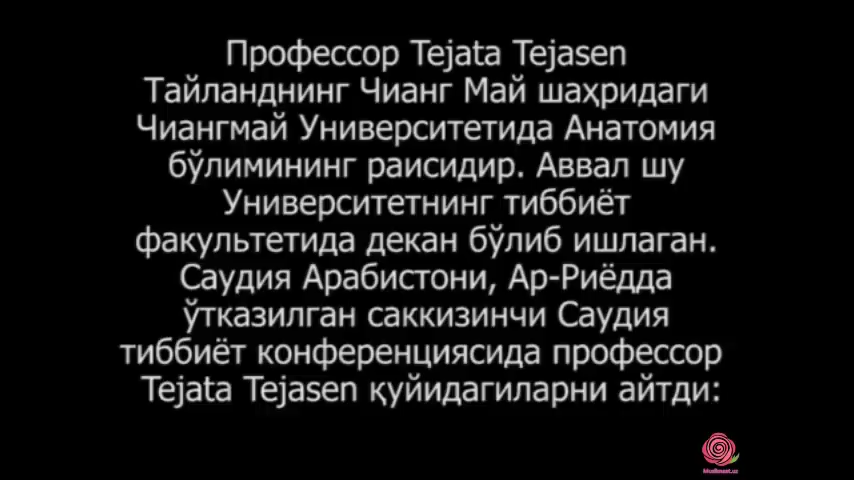 Профессор Tejata Tejasen
Тайланднинг Чианг Май шаҳридаги
Чиангмай Университетида Анатомия
бўлимининг раисидир. Аввал шу
Университетнинг тиббиёт
факультетида декан бўлиб ишлаган.
Саудия Арабистони, Ар-Риёдда
ўтказилган саккизинчи Саудия
тиббиёт конференциясида профессор
Tejata Tejasen қуйидагиларни айтди: